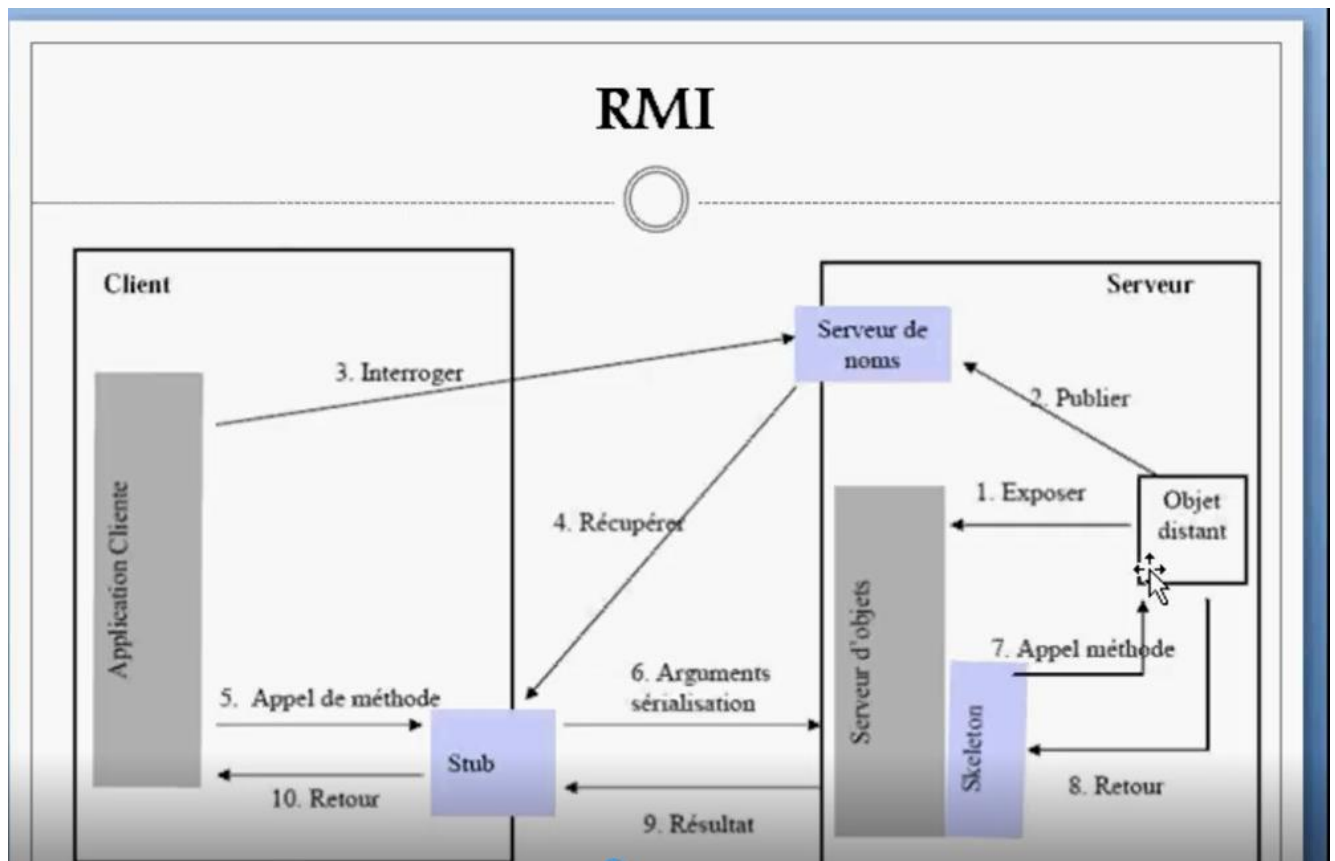 RMI
Client
Serveur
Serveur de
noms
3. Interroger
2. Publier
1. Exposer
Objet
distant
4. Récupérer
Application Cliente
Serveur d'objets
7. Appel méthode
6. Arguments
sérialisation
5. Appel de méthode
Stub
Skeleton
8. Retour
10. Retour
9. Résultat